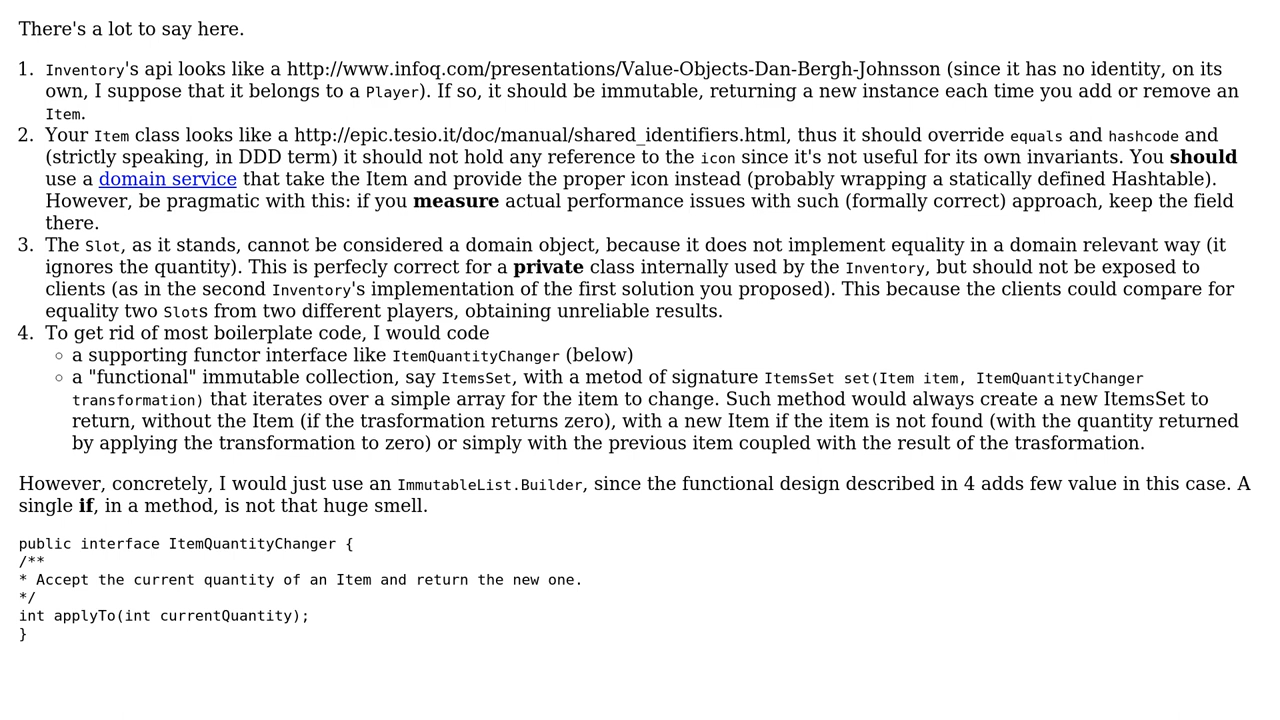 There's a lot to say here.
1. Inventory's api looks like a http://www.infoq.com/presentations/Value-Objects-Dan-Bergh-Johnsson (since it has no identity, on its
own, I suppose that it belongs to a Player). If so, it should be immutable, returning a new instance each time you add or remove an
Item.
2. Your Item class looks like a http://epic.tesio.it/doc/manual/shared_identifiers.html, thus it should override equals and hashcode and
(strictly speaking, in DDD term) it should not hold any reference to the icon since it's not useful for its own invariants. You should
use a domain service that take the Item and provide the proper icon instead (probably wrapping a statically defined Hashtable).
However, be pragmatic with this: if you measure actual performance issues with such (formally correct) approach, keep the field
there.
3. The Slot, as it stands, cannot be considered a domain object, because it does not implement equality in a domain relevant way (it
ignores the quantity). This is perfecly correct for a private class internally used by the Inventory, but should not be exposed to
clients (as in the second Inventory's implementation of the first solution you proposed). This because the clients could compare for
equality two Slots from two different players, obtaining unreliable results.
4. To get rid of most boilerplate code, I would code
◦ a supporting functor interface like ItemQuantityChanger (below)
◦ a "functional" immutable collection, say ItemsSet, with a metod of signature ItemsSet set(Item item, ItemQuantityChanger
transformation) that iterates over a simple array for the item to change. Such method would always create a new ItemsSet to
return, without the Item (if the trasformation returns zero), with a new Item if the item is not found (with the quantity returned
by applying the transformation to zero) or simply with the previous item coupled with the result of the trasformation.
However, concretely, I would just use an ImmutableList.Builder, since the functional design described in 4 adds few value in this case. A
single if, in a method, is not that huge smell.
public interface ItemQuantityChanger {
/**
* Accept the current quantity of an Item and return the new one.
*/
int applyTo(int currentQuantity);
}